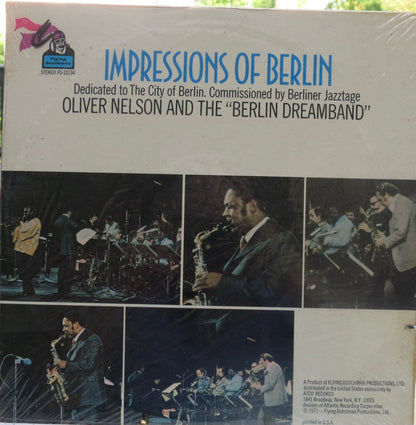 Flying
Dutchman
STEREO FD-10134
IMPRESSIONS OF BERLIN
Dedicated to The City of Berlin. Commissioned by Berliner Jazztage
OLIVER NELSON AND THE "BERLIN DREAMBAND"
A Product of FLYING DUTCHMAN PRODUCTIONS, LTD.
distributed in the United States exclusively by
ATCO RECORDS
1841 Broadway, New York, N.Y. 10023
division of Atlantic Recording Corporation
© 1971 — Flying Dutchman Productions, Ltd.
printed in U.S.A.